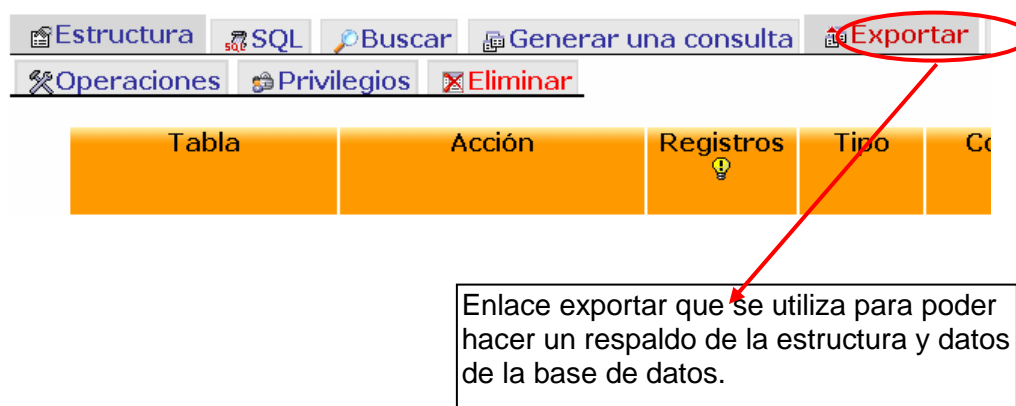 Estructura SQL Buscar Generar una consulta Exportar
Operaciones Privilegios Eliminar
Tabla Acción Registros Tipo Co
Enlace exportar que se utiliza para poder
hacer un respaldo de la estructura y datos
de la base de datos.